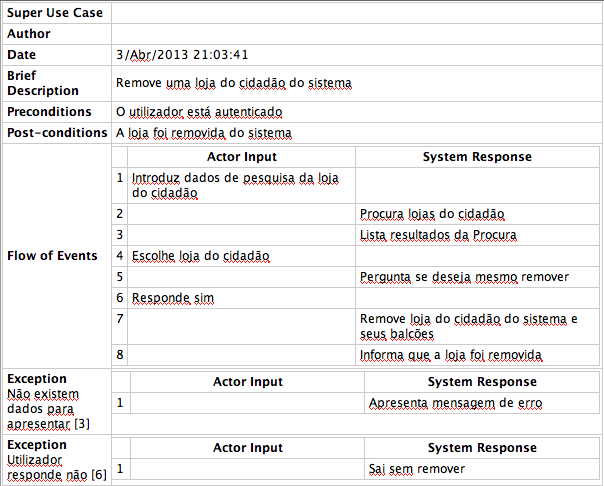 Super Use Case
Author
Date 3/Abr/2013 21:03:41
Brief
Description Remove uma loja do cidadão do sistema
Preconditions O utilizador está autenticado
Post-conditions A loja foi removida do sistema
Flow of Events
Actor Input System Response
1 Introduz dados de pesquisa da loja
do cidadão
2 Procura lojas do cidadão
3 Lista resultados da Procura
4 Escolhe loja do cidadão
5 Pergunta se deseja mesmo remover
6 Responde sim
7 Remove loja do cidadão do sistema e
seus balcões
8 Informa que a loja foi removida
Exception
Não existem
dados para
apresentar [3]
Actor Input System Response
1 Apresenta mensagem de erro
Exception
Utilizador
responde não [6]
Actor Input System Response
1 Sai sem remover